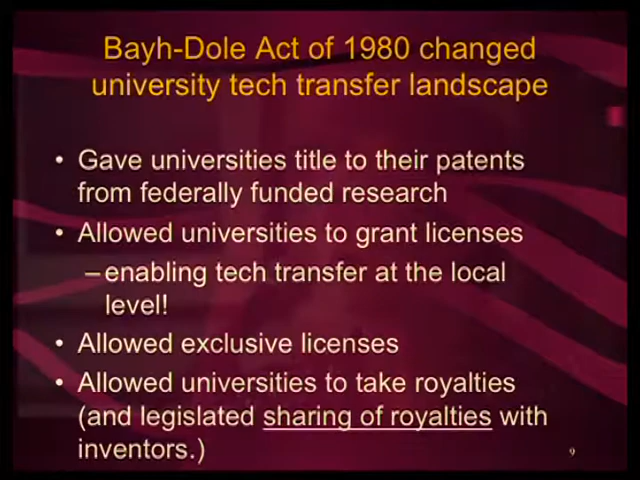 Bayh-Dole Act of 1980 changed
university tech transfer landscape
• Gave universities title to their patents
from federally funded research
• Allowed universities to grant licenses
–enabling tech transfer at the local
level!
• Allowed exclusive licenses
• Allowed universities to take royalties
(and legislated sharing of royalties with
inventors.)
9